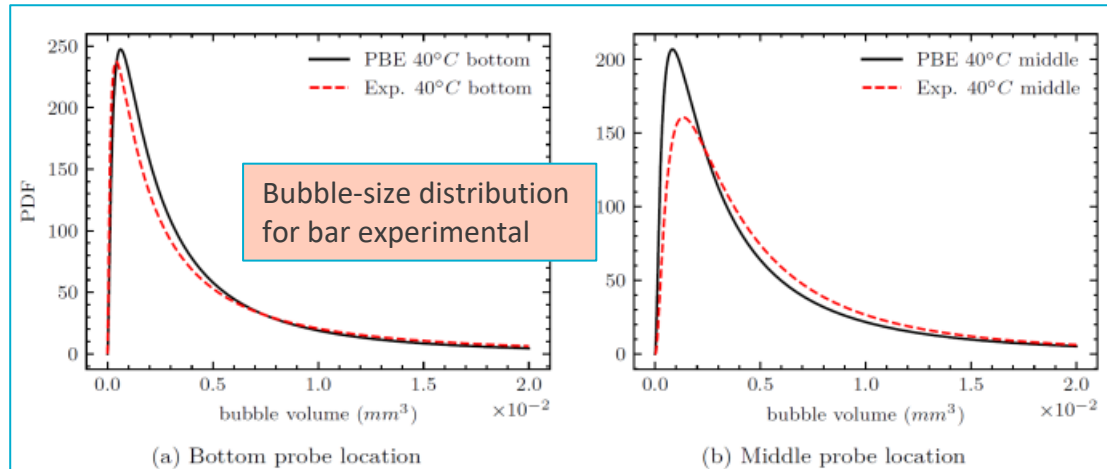 250
200
150
100
50
0
PDF
PBE 40°C bottom
Exp. 40°C bottom
0.0 0.5 1.0 1.5 2.0
×10⁻²
bubble volume (mm³)
(a) Bottom probe location
Bubble-size distribution
for bar experimental
200
150
100
50
0
PBE 40°C middle
Exp. 40°C middle
0.0 0.5 1.0 1.5 2.0
×10⁻²
bubble volume (mm³)
(b) Middle probe location